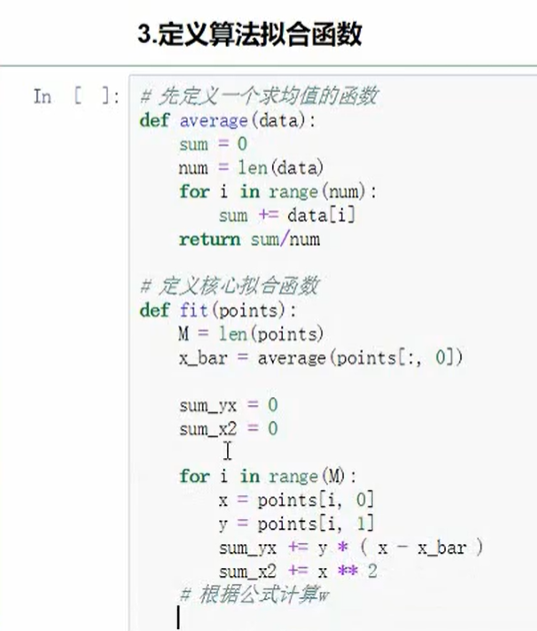 3.定义算法拟合函数
In [ ]: # 先定义一个求均值的函数
def average(data):
    sum = 0
    num = len(data)
    for i in range(num):
        sum += data[i]
    return sum/num

# 定义核心拟合函数
def fit(points):
    M = len(points)
    x_bar = average(points[:, 0])

    sum_yx = 0
    sum_x2 = 0

    for i in range(M):
        x = points[i, 0]
        y = points[i, 1]
        sum_yx += y * ( x - x_bar )
        sum_x2 += x ** 2
    # 根据公式计算w